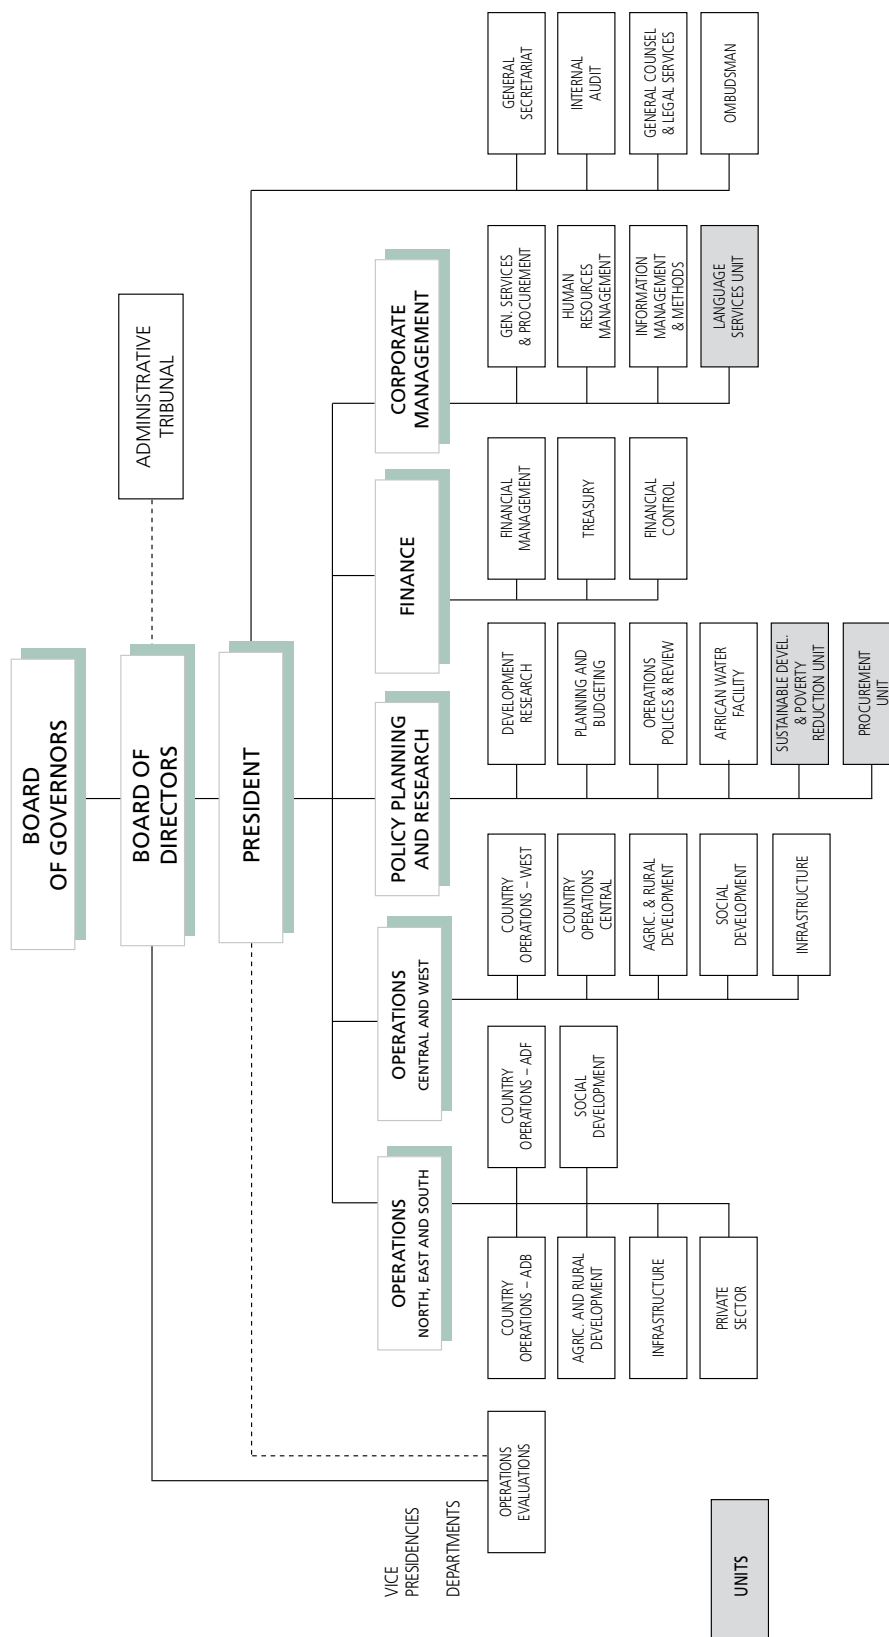 BOARD
OF GOVERNORS
BOARD OF
DIRECTORS
ADMINISTRATIVE
TRIBUNAL
PRESIDENT
VICE
PRESIDENCIES
OPERATIONS
NORTH, EAST AND SOUTH
OPERATIONS
CENTRAL AND WEST
POLICY PLANNING
AND RESEARCH
FINANCE
CORPORATE
MANAGEMENT
DEPARTMENTS
OPERATIONS
EVALUATIONS
COUNTRY
OPERATIONS – ADB
AGRIC. AND RURAL
DEVELOPMENT
INFRASTRUCTURE
PRIVATE
SECTOR
COUNTRY
OPERATIONS – ADF
SOCIAL
DEVELOPMENT
COUNTRY
OPERATIONS – WEST
COUNTRY
OPERATIONS
CENTRAL
AGRIC. & RURAL
DEVELOPMENT
SOCIAL
DEVELOPMENT
INFRASTRUCTURE
DEVELOPMENT
RESEARCH
PLANNING AND
BUDGETING
OPERATIONS
POLICES & REVIEW
AFRICAN WATER
FACILITY
SUSTAINABLE DEVEL.
& POVERTY
REDUCTION UNIT
PROCUREMENT
UNIT
FINANCIAL
MANAGEMENT
TREASURY
FINANCIAL
CONTROL
GEN. SERVICES
& PROCUREMENT
HUMAN
RESOURCES
MANAGEMENT
INFORMATION
MANAGEMENT
& METHODS
LANGUAGE
SERVICES UNIT
GENERAL
SECRETARIAT
INTERNAL
AUDIT
GENERAL COUNSEL
& LEGAL SERVICES
OMBUDSMAN
UNITS